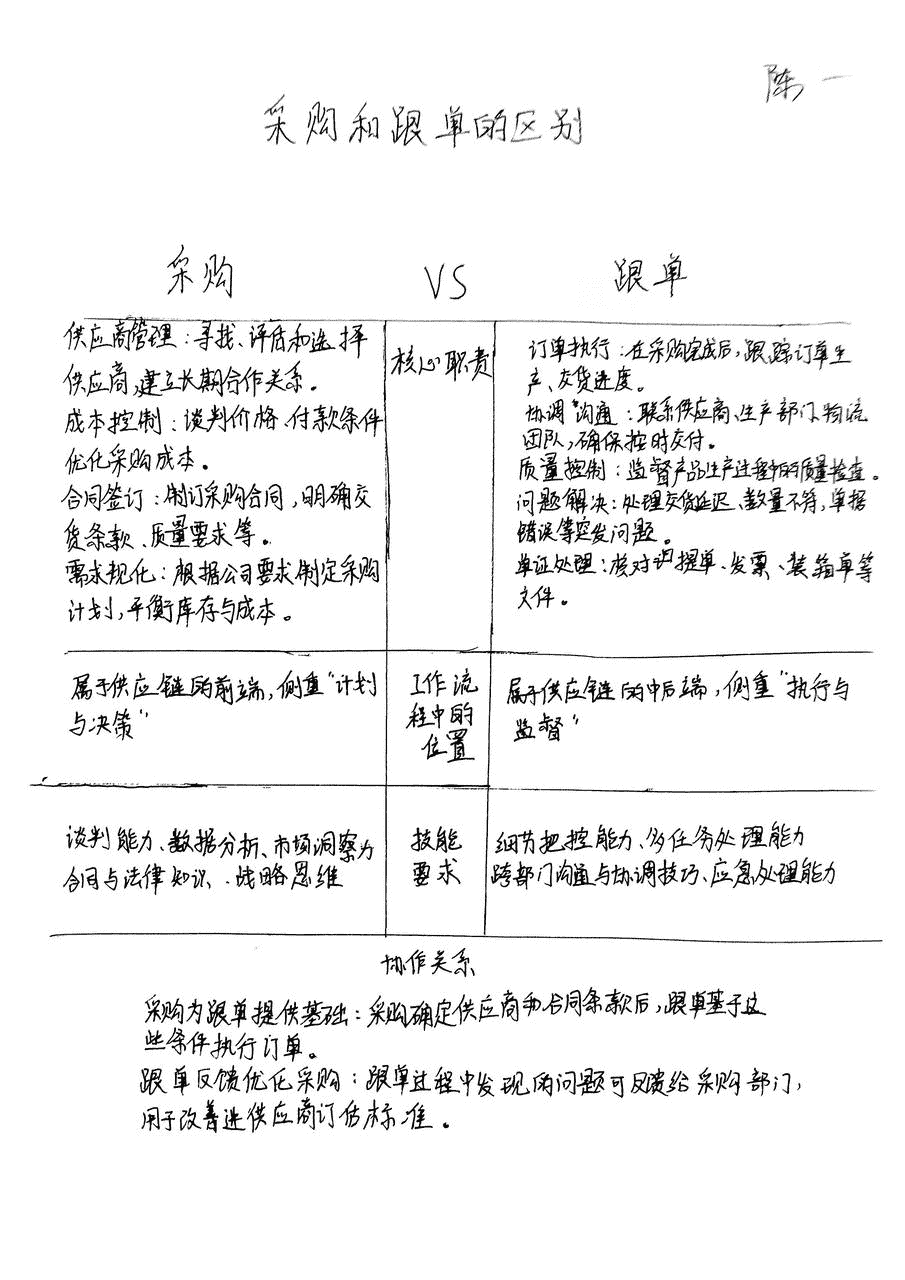 陈一
采购和跟单的区别
采购 VS 跟单
供应商管理：寻找、评估和选择
供应商，建立长期合作关系。
成本控制：谈判价格、付款条件
优化采购成本。
合同签订：制订采购合同，明确交
货条款、质量要求等。
需求规化：根据公司要求制定采购
计划，平衡库存与成本。
核心职责
订单执行：在采购完成后，跟踪订单生
产、交货进度。
协调沟通：联系供应商、生产部门、物流
团队，确保按时交付。
质量控制：监督产品生产过程中的质量检查。
问题解决：处理交货延迟、数量不符，单据
错误等突发问题。
单证处理：核对提单、发票、装箱单等
文件。
属于供应链的前端，侧重“计划
与决策”
工作流
程中的
位置
属于供应链的中后端，侧重“执行与
监督”
谈判能力、数据分析、市场洞察力
合同与法律知识、战略思维
技能
要求
细节把控能力、多任务处理能力
跨部门沟通与协调技巧、应急处理能力
协作关系
采购为跟单提供基础：采购确定供应商和合同条款后，跟单基于这
些条件执行订单。
跟单反馈优化采购：跟单过程中发现的问题可反馈给采购部门，
用于改善进供应商订估标准。